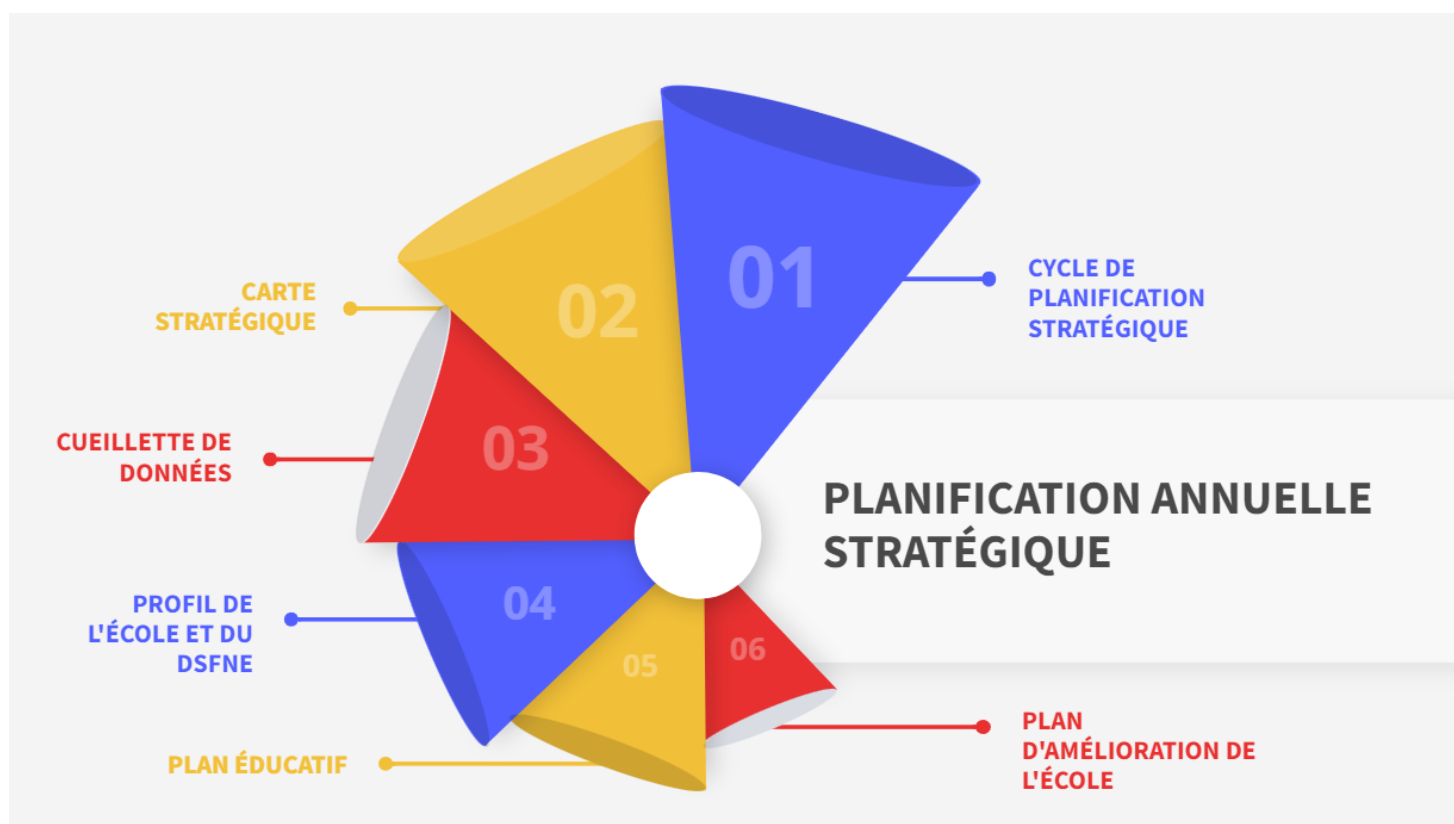 01
CYCLE DE
PLANIFICATION
STRATÉGIQUE
02
CARTE
STRATÉGIQUE
03
CUEILLETTE DE
DONNÉES
04
PROFIL DE
L'ÉCOLE ET DU
DSFNE
05
PLAN ÉDUCATIF
06
PLAN
D'AMÉLIORATION DE
L'ÉCOLE
PLANIFICATION ANNUELLE
STRATÉGIQUE